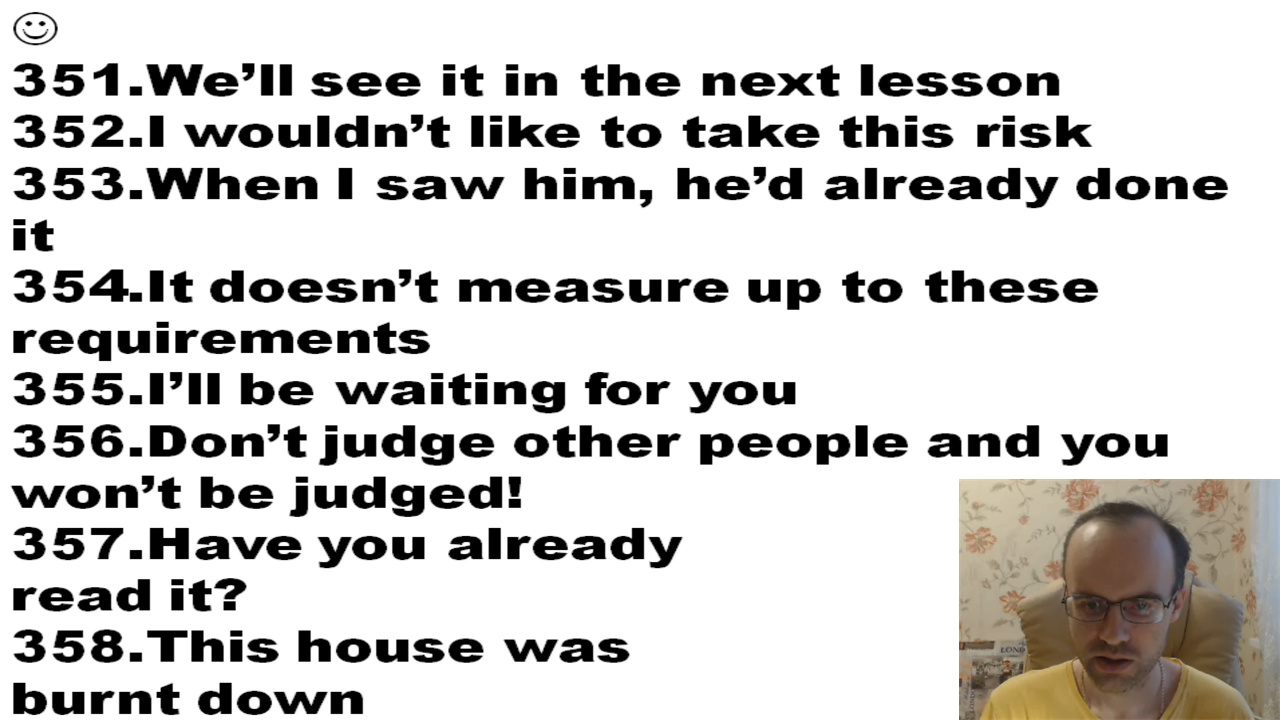 351.We’ll see it in the next lesson
352.I wouldn’t like to take this risk
353.When I saw him, he’d already done
it
354.It doesn’t measure up to these
requirements
355.I’ll be waiting for you
356.Don’t judge other people and you
won’t be judged!
357.Have you already
read it?
358.This house was
burnt down